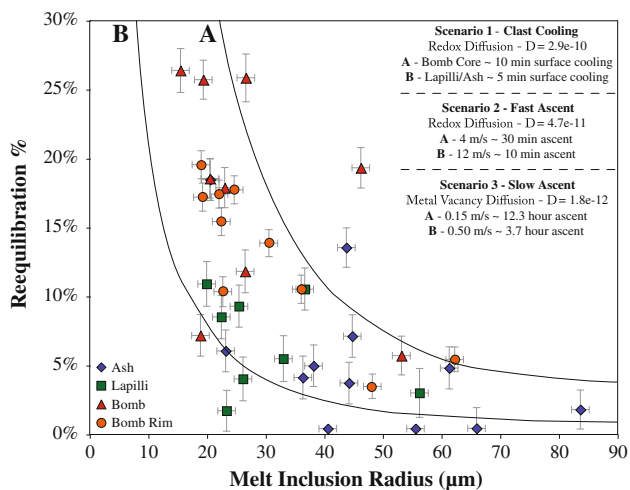 30%
25%
20%
15%
10%
5%
0%
Reequilibration %
B
A
Scenario 1 - Clast Cooling
Redox Diffusion - D = 2.9e-10
A - Bomb Core ~ 10 min surface cooling
B - Lapilli/Ash ~ 5 min surface cooling
Scenario 2 - Fast Ascent
Redox Diffusion - D = 4.7e-11
A - 4 m/s ~ 30 min ascent
B - 12 m/s ~ 10 min ascent
Scenario 3 - Slow Ascent
Metal Vacancy Diffusion - D = 1.8e-12
A - 0.15 m/s ~ 12.3 hour ascent
B - 0.50 m/s ~ 3.7 hour ascent
Ash
Lapilli
Bomb
Bomb Rim
0 10 20 30 40 50 60 70 80 90
Melt Inclusion Radius (μm)